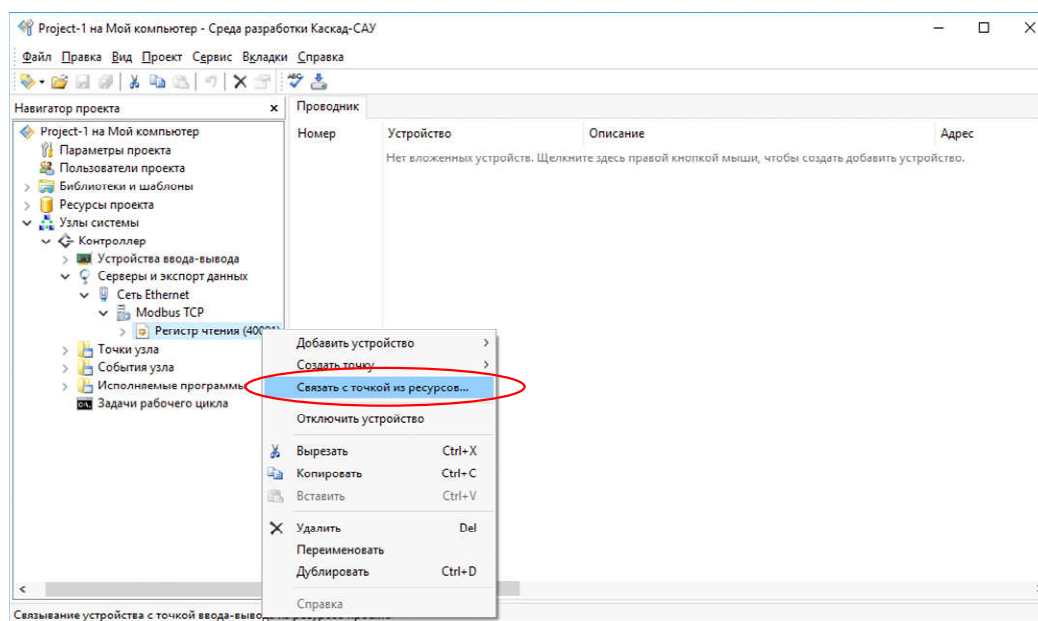 Project-1 на Мой компьютер - Среда разработки Каскад-САУ
Файл Правка Вид Проект Сервис Вкладки Справка
Навигатор проекта
Project-1 на Мой компьютер
Параметры проекта
Пользователи проекта
Библиотеки и шаблоны
Ресурсы проекта
Узлы системы
Контроллер
Устройства ввода-вывода
Серверы и экспорт данных
Сеть Ethernet
Modbus TCP
Регистр чтения (40001)
Точки узла
События узла
Исполняемые программы
Задачи рабочего цикла
Проводник
Номер Устройство Описание Адрес
Нет вложенных устройств. Щелкните здесь правой кнопкой мыши, чтобы создать добавить устройство.
Добавить устройство
Создать точку
Связать с точкой из ресурсов...
Отключить устройство
Вырезать Ctrl+X
Копировать Ctrl+C
Вставить Ctrl+V
Удалить Del
Переименовать
Дублировать Ctrl+D
Справка
Связывание устройства с точкой ввода-вывода